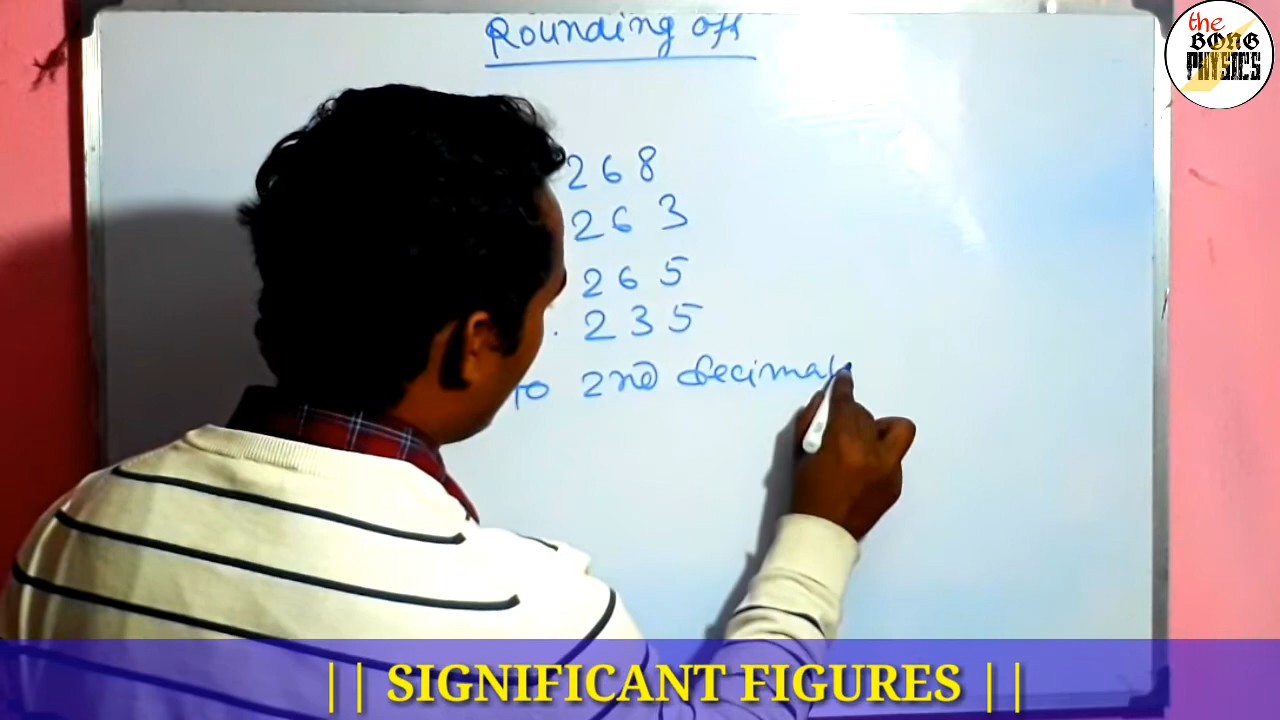 Rounding off
the
BONG
PHYSICS
268
263
265
. 235
to 2nd decimal
|| SIGNIFICANT FIGURES ||